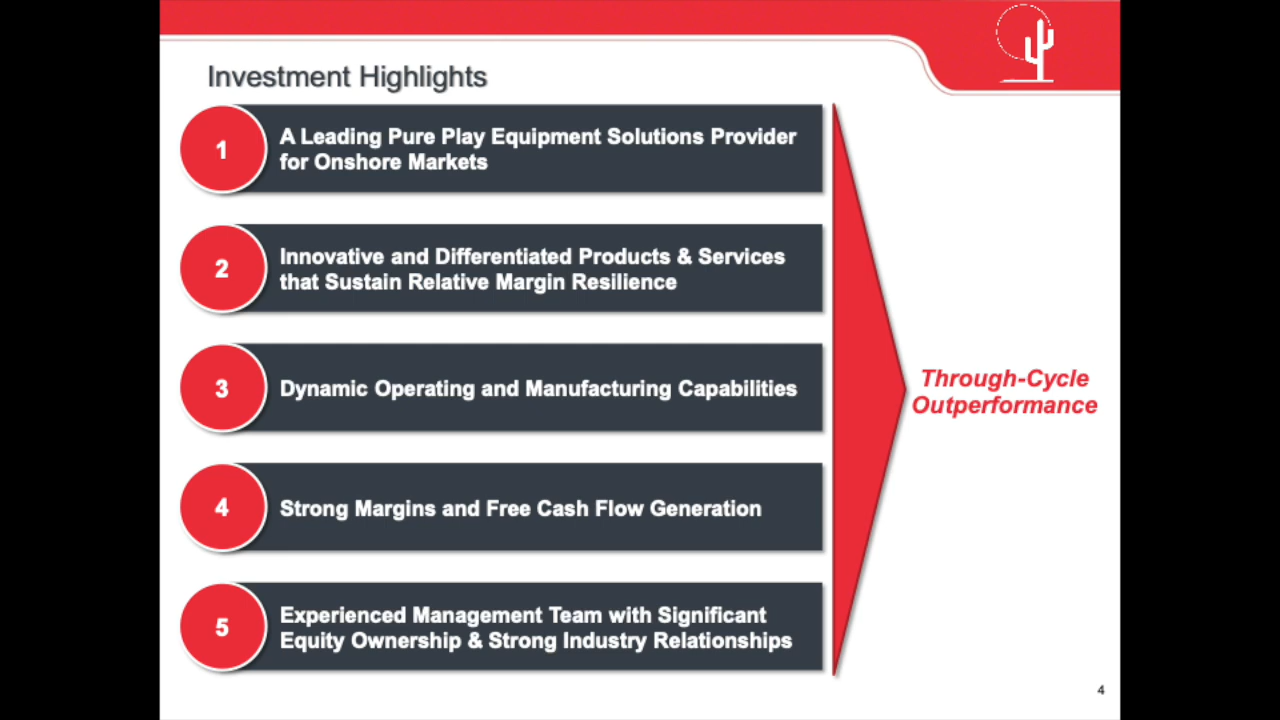 Investment Highlights
1
A Leading Pure Play Equipment Solutions Provider
for Onshore Markets
2
Innovative and Differentiated Products & Services
that Sustain Relative Margin Resilience
3
Dynamic Operating and Manufacturing Capabilities
4
Strong Margins and Free Cash Flow Generation
5
Experienced Management Team with Significant
Equity Ownership & Strong Industry Relationships
Through-Cycle
Outperformance
4